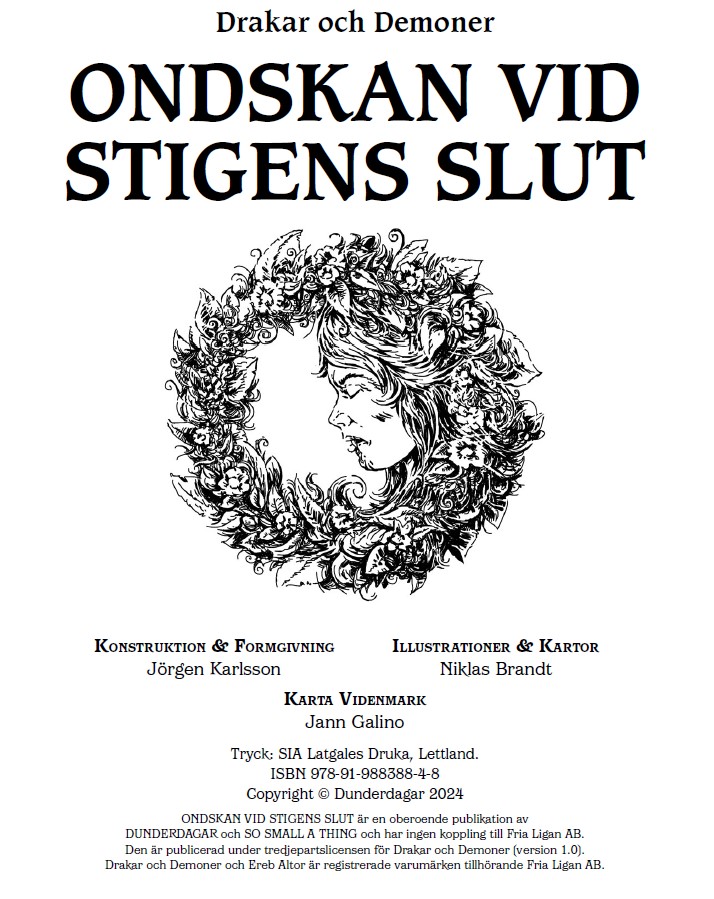 Drakar och Demoner
ONDSKAN VID
STIGENS SLUT
Konstruktion & Formgivning
Jörgen Karlsson
Illustrationer & Kartor
Niklas Brandt
Karta Videnmark
Jann Galino
Tryck: SIA Latgales Druka, Lettland.
ISBN 978-91-988388-4-8
Copyright © Dunderdagar 2024
ONDSKAN VID STIGENS SLUT är en oberoende publikation av
DUNDERDAGAR och SO SMALL A THING och har ingen koppling till Fria Ligan AB.
Den är publicerad under tredjepartslicensen för Drakar och Demoner (version 1.0).
Drakar och Demoner och Ereb Altor är registrerade varumärken tillhörande Fria Ligan AB.